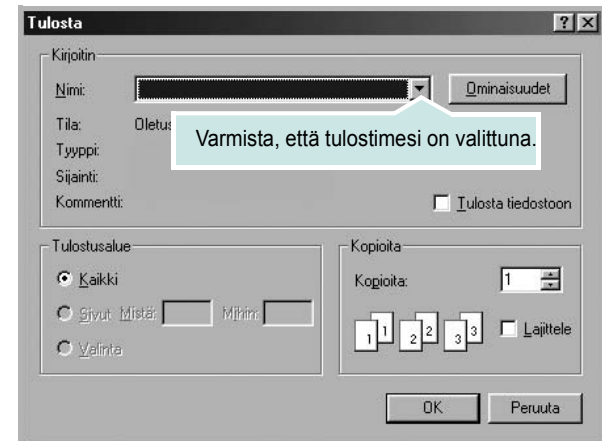 Tulosta
Kirjoitin
Nimi:
Ominaisuudet
Tila: Oletus
Varmista, että tulostimesi on valittuna.
Tyyppi:
Sijainti:
Kommentti:
Tulosta tiedostoon
Tulostusalue
Kaikki
Sivut Mistä: Mihin:
Valinta
Kopioita
Kopioita: 1
1 1 2 2 3 3
Lajittele
OK Peruuta